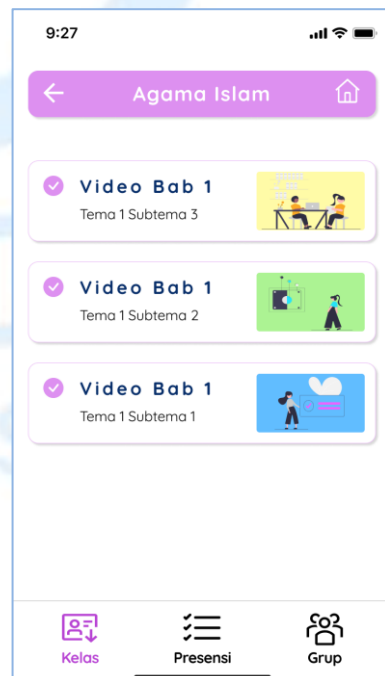 9:27
Agama Islam
Video Bab 1
Tema 1 Subtema 3
Video Bab 1
Tema 1 Subtema 2
Video Bab 1
Tema 1 Subtema 1
Kelas Presensi Grup